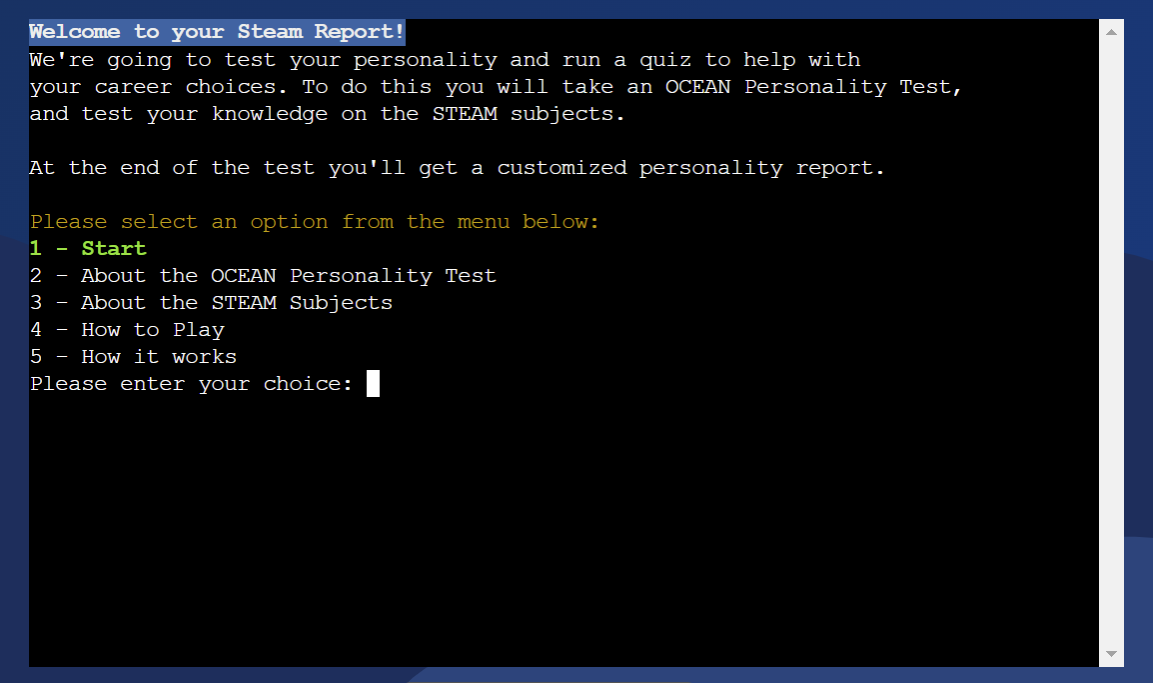 Welcome to your Steam Report!
We're going to test your personality and run a quiz to help with
your career choices. To do this you will take an OCEAN Personality Test,
and test your knowledge on the STEAM subjects.
At the end of the test you'll get a customized personality report.
Please select an option from the menu below:
1 - Start
2 - About the OCEAN Personality Test
3 - About the STEAM Subjects
4 - How to Play
5 - How it works
Please enter your choice: